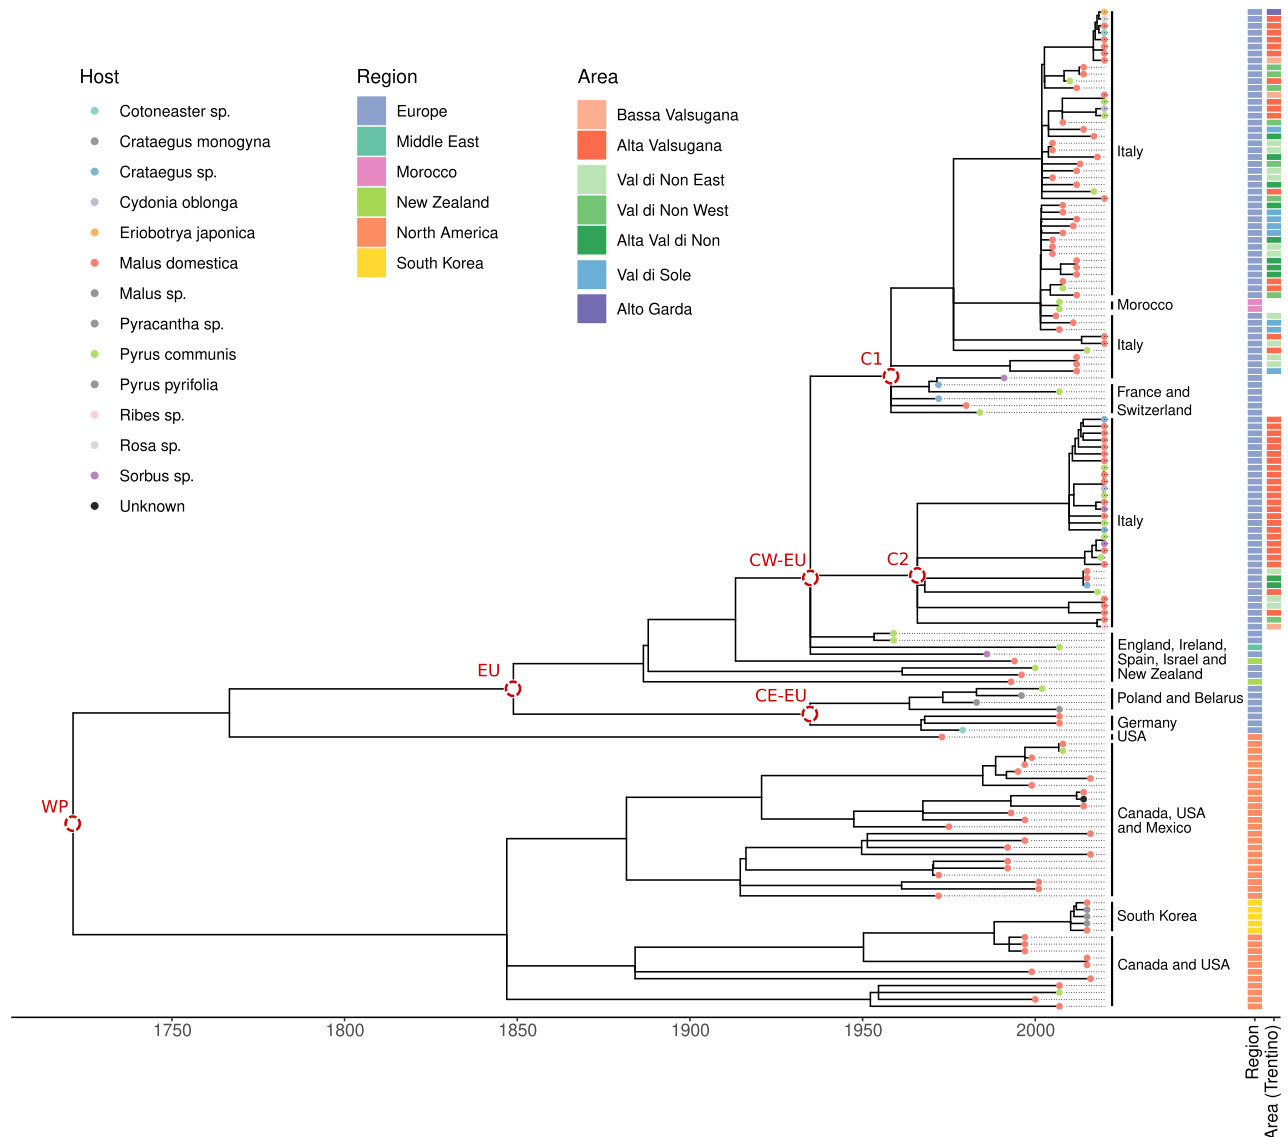 Host
Cotoneaster sp.
Crataegus monogyna
Crataegus sp.
Cydonia oblonga
Eriobotrya japonica
Malus domestica
Malus sp.
Pyracantha sp.
Pyrus communis
Pyrus pyrifolia
Ribes sp.
Rosa sp.
Sorbus sp.
Unknown
Region
Europe
Middle East
Morocco
New Zealand
North America
South Korea
Area
Bassa Valsugana
Alta Valsugana
Val di Non East
Val di Non West
Alta Val di Non
Val di Sole
Alto Garda
Italy
Morocco
Italy
C1
France and
Switzerland
Italy
CW-EU
C2
England, Ireland,
Spain, Israel and
New Zealand
EU
CE-EU
Poland and Belarus
Germany
USA
WP
Canada, USA
and Mexico
South Korea
Canada and USA
1750
1800
1850
1900
1950
2000
Region
Area (Trentino)